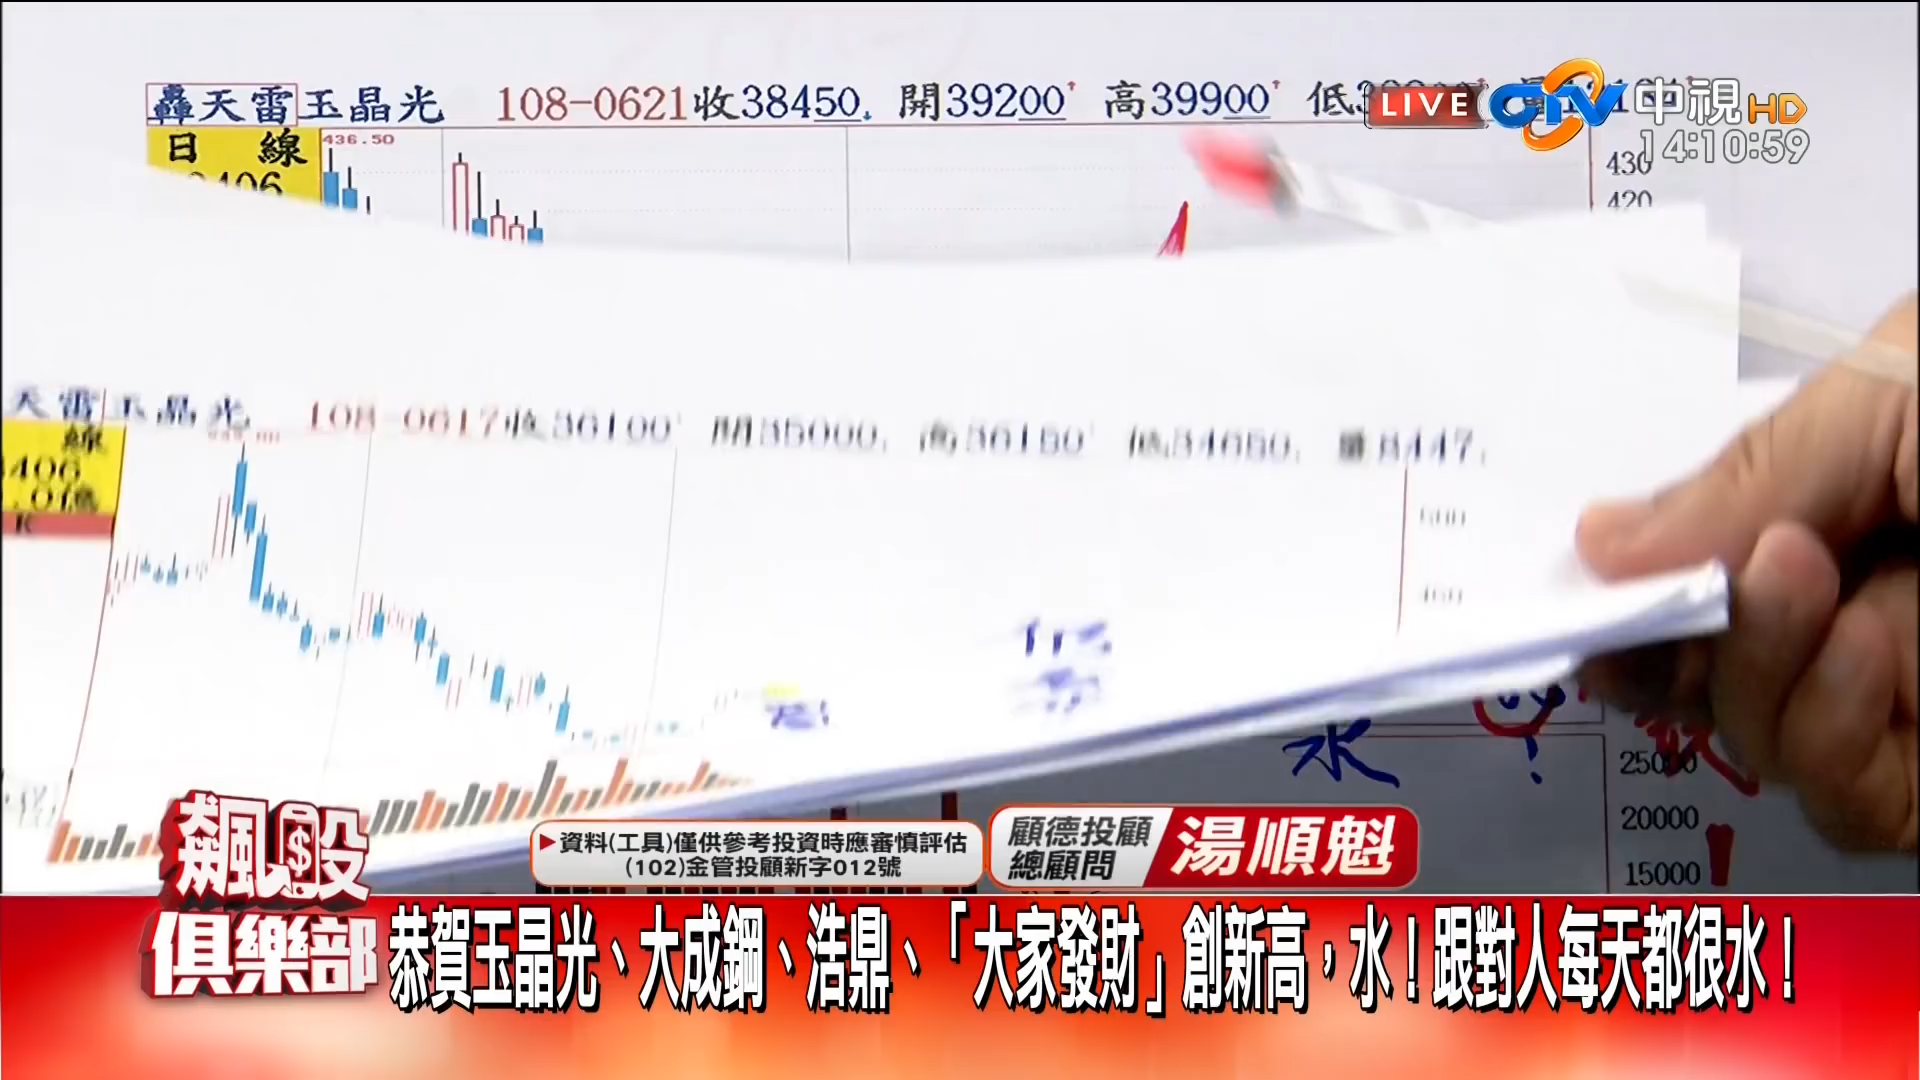 轟天雷玉晶光 108-0621收38450 開39200 高39900 低
LIVE CTV 中視HD
14:10:59
日 線
436.50
430
420
天雷玉晶光 108-0617收36100 開35000 高36150 低34650 量8447
線
水
25000
20000
15000
飆股俱樂部
資料(工具)僅供參考投資時應審慎評估
(102)金管投顧新字012號
顧德投顧
總顧問
湯順魁
恭賀玉晶光、大成鋼、浩鼎、「大家發財」創新高,水!跟對人每天都很水!